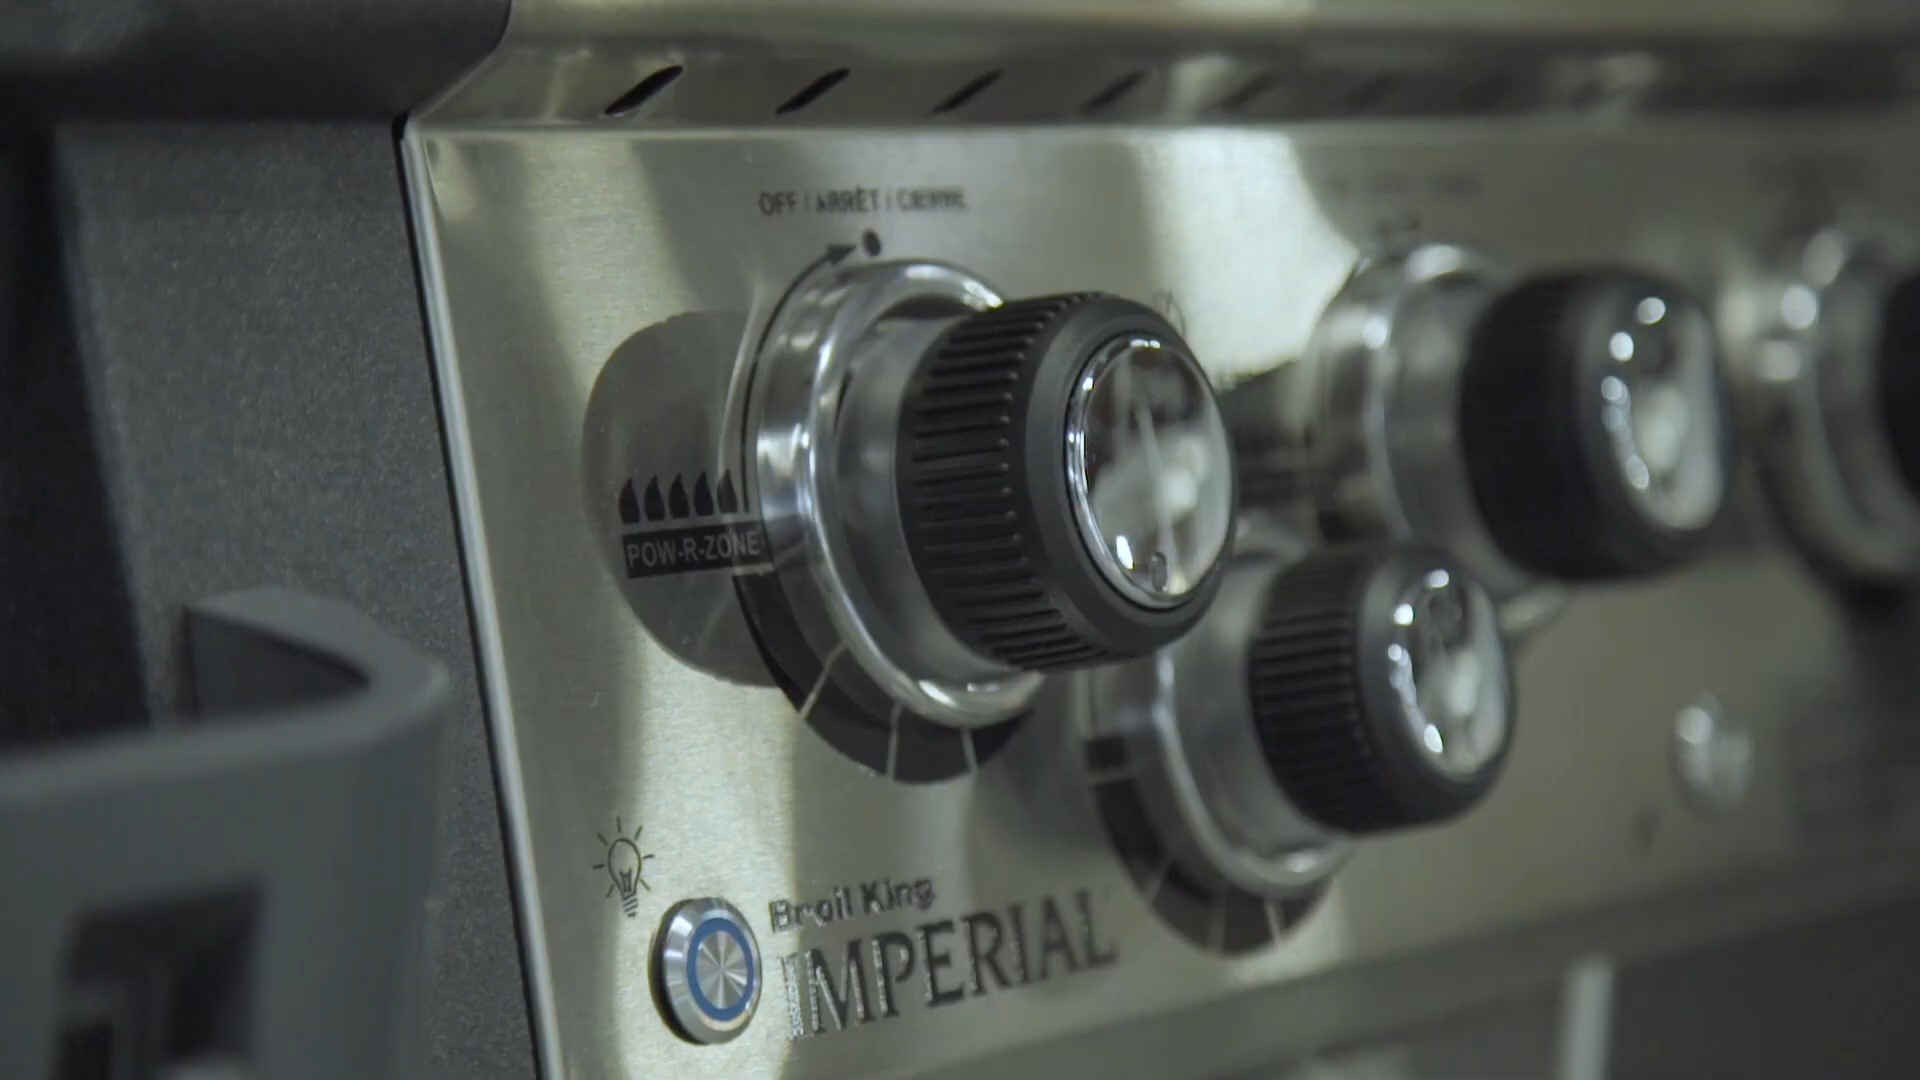 OFF / ARRÊT / CIERRE
POW-R-ZONE
Broil King
IMPERIAL